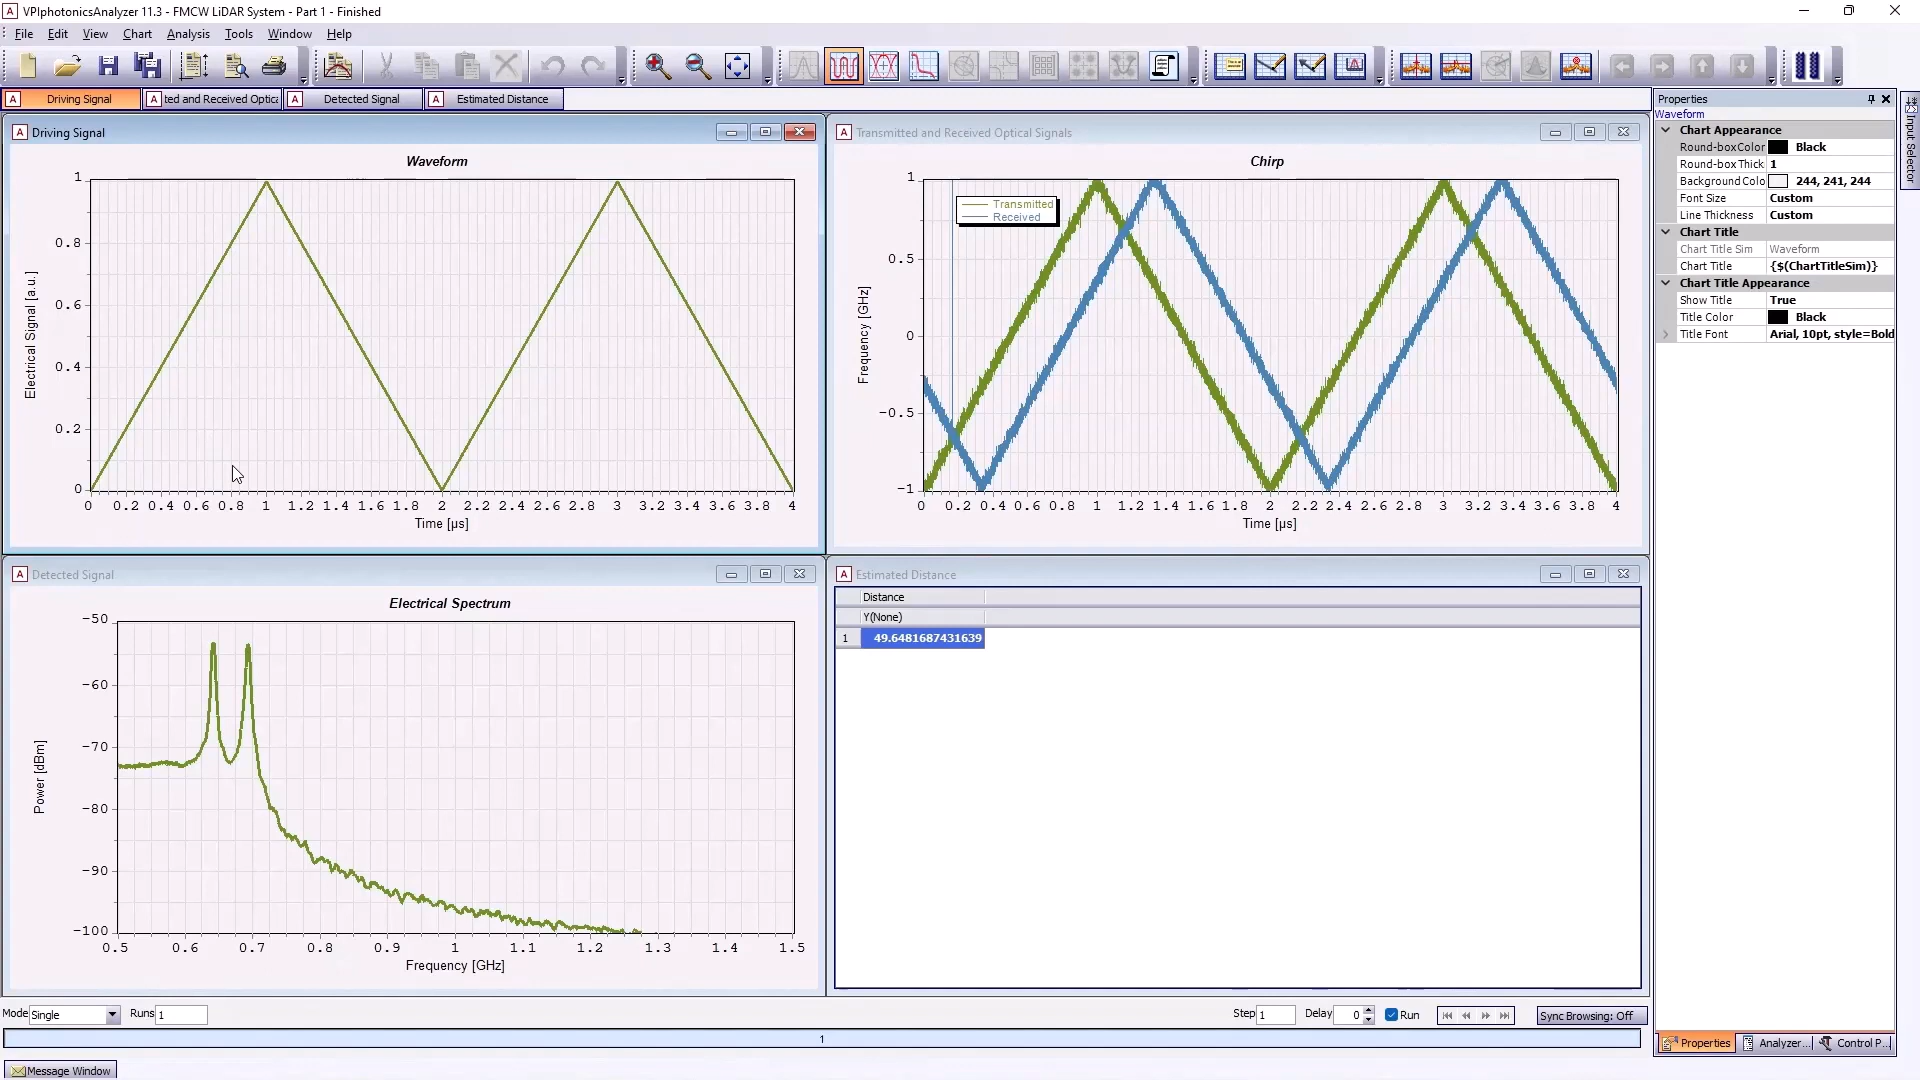 VPIphotonicsAnalyzer 11.3 - FMCW LiDAR System - Part 1 - Finished
File Edit View Chart Analysis Tools Window Help
Driving Signal
ted and Received Optica
Detected Signal
Estimated Distance
Driving Signal
Waveform
Electrical Signal [a.u.]
1
0.8
0.6
0.4
0.2
0
0 0.2 0.4 0.6 0.8 1 1.2 1.4 1.6 1.8 2 2.2 2.4 2.6 2.8 3 3.2 3.4 3.6 3.8 4
Time [µs]
Transmitted and Received Optical Signals
Chirp
Transmitted
Received
Frequency [GHz]
1
0.5
0
-0.5
-1
0 0.2 0.4 0.6 0.8 1 1.2 1.4 1.6 1.8 2 2.2 2.4 2.6 2.8 3 3.2 3.4 3.6 3.8 4
Time [µs]
Detected Signal
Electrical Spectrum
Power [dBm]
-50
-60
-70
-80
-90
-100
0.5 0.6 0.7 0.8 0.9 1 1.1 1.2 1.3 1.4 1.5
Frequency [GHz]
Estimated Distance
Distance
Y(None)
1 49.6481687431639
Properties
Waveform
Chart Appearance
Round-boxColor Black
Round-box Thick 1
Background Colo 244, 241, 244
Font Size Custom
Line Thickness Custom
Chart Title
Chart Title Sim Waveform
Chart Title {$(ChartTitleSim)}
Chart Title Appearance
Show Title True
Title Color Black
Title Font Arial, 10pt, style=Bold
Input Selector
Mode Single Runs 1
Step 1 Delay 0 Run Sync Browsing: Off
1
Properties Analyzer... Control P...
Message Window